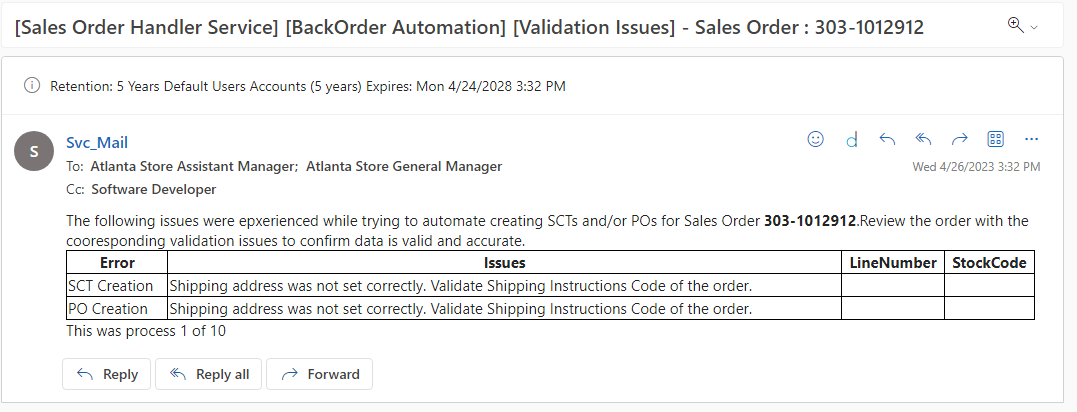 [Sales Order Handler Service] [BackOrder Automation] [Validation Issues] - Sales Order : 303-1012912
Retention: 5 Years Default Users Accounts (5 years) Expires: Mon 4/24/2028 3:32 PM
S
Svc_Mail
To: Atlanta Store Assistant Manager; Atlanta Store General Manager
Wed 4/26/2023 3:32 PM
Cc: Software Developer
The following issues were epxerienced while trying to automate creating SCTs and/or POs for Sales Order 303-1012912.Review the order with the
cooresponding validation issues to confirm data is valid and accurate.
Error Issues LineNumber StockCode
SCT Creation Shipping address was not set correctly. Validate Shipping Instructions Code of the order.
PO Creation Shipping address was not set correctly. Validate Shipping Instructions Code of the order.
This was process 1 of 10
Reply Reply all Forward